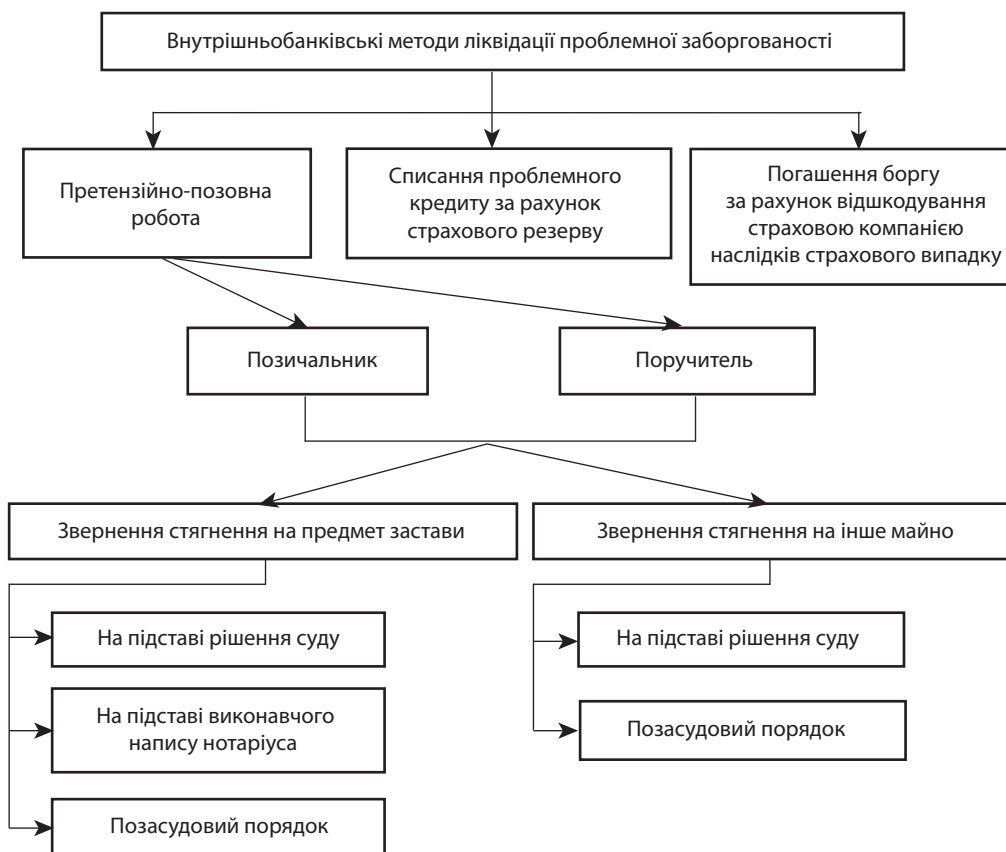 Внутрішньобанківські методи ліквідації проблемної заборгованості
Претензійно-позовна
робота
Списання проблемного
кредиту за рахунок
страхового резерву
Погашення боргу
за рахунок відшкодування
страховою компанією
наслідків страхового випадку
Позичальник
Поручитель
Звернення стягнення на предмет застави
Звернення стягнення на інше майно
На підставі рішення суду
На підставі виконавчого
напису нотаріуса
Позасудовий порядок
На підставі рішення суду
Позасудовий порядок